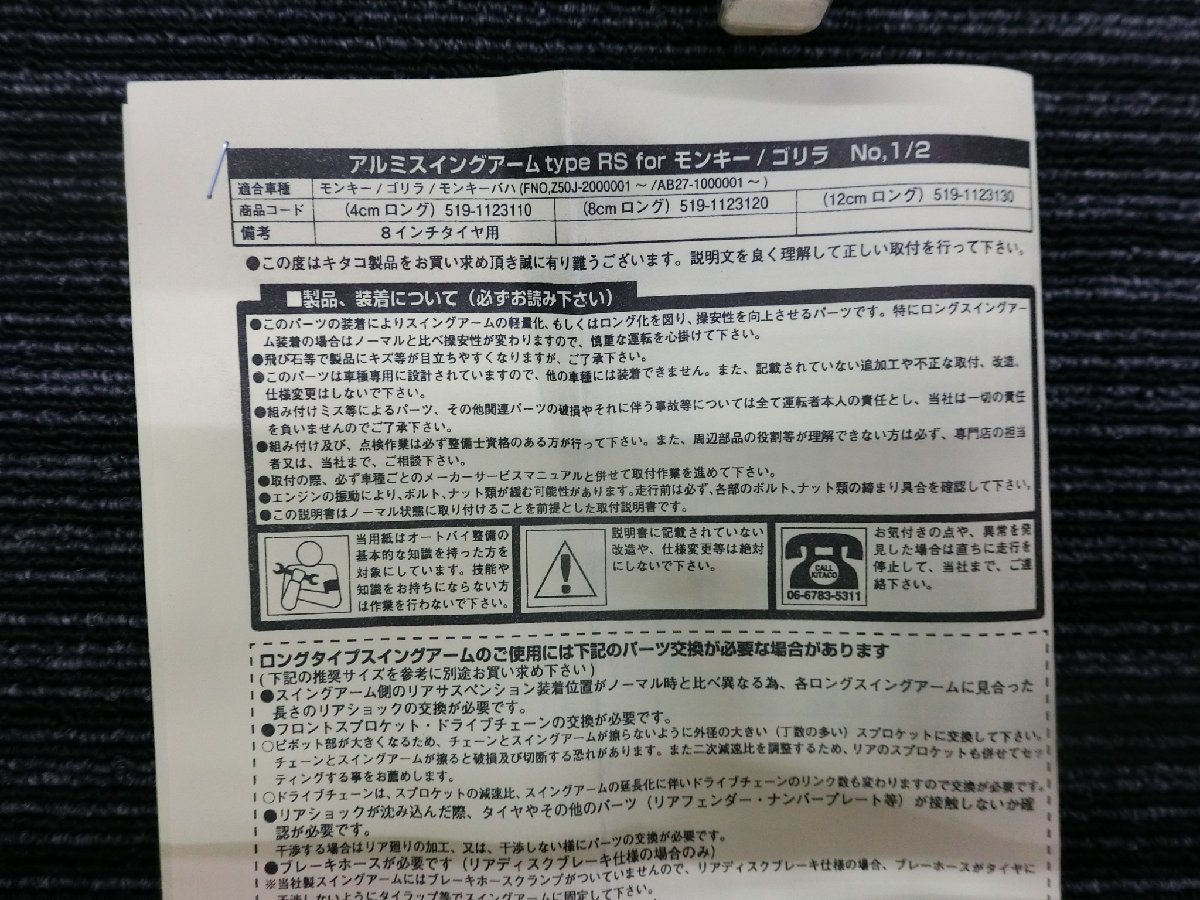 アルミスイングアーム type RS for モンキー / ゴリラ No,1/2
適合車種 モンキー / ゴリラ / モンキーバハ (FNO,Z50J-2000001 ～ /AB27-1000001 ～ )
商品コード (4cm ロング) 519-1123110 (8cm ロング) 519-1123120 (12cm ロング) 519-1123130
備考 8インチタイヤ用
●この度はキタコ製品をお買い求め頂き誠に有り難うございます。説明文を良く理解して正しい取付を行って下さい。
■製品、装着について（必ずお読み下さい）
●このパーツの装着によりスイングアームの軽量化、もしくはロング化を図り、操安性を向上させるパーツです。特にロングスイングアー
ム装着の場合はノーマルと比べ操安性が変わりますので、慎重な運転を心掛けて下さい。
●飛び石等で製品にキズ等が目立ちやすくなりますが、ご了承下さい。
●このパーツは車種専用に設計されていますので、他の車種には装着できません。また、記載されていない追加工や不正な取付、改造、
仕様変更はしないで下さい。
●組み付けミス等によるパーツ、その他関連パーツの破損やそれに伴う事故等については全て運転者本人の責任とし、当社は一切の責任
を負いませんのでご了承下さい。
●組み付け及び、点検作業は必ず整備士資格のある方が行って下さい。また、周辺部品の役割等が理解できない方は必ず、専門店の担当
者又は、当社まで、ご相談下さい。
●取付の際、必ず車種ごとのメーカーサービスマニュアルと併せて取付作業を進めて下さい。
●エンジンの振動により、ボルト、ナット類が緩む可能性があります。走行前は必ず、各部のボルト、ナット類の締まり具合を確認して下さい。
●この説明書はノーマル状態に取り付けることを前提とした取付説明書です。
当用紙はオートバイ整備の
基本的な知識を持った方を
対象にしています。技能や
知識をお持ちにならない方
は作業を行わないで下さい。
説明書に記載されていない
改造や、仕様変更等は絶対
にしないで下さい。
CALL
KITACO
06-6783-5311
お気付きの点や、異常を発
見した場合は直ちに走行を
停止して、当社まで、ご連
絡下さい。
ロングタイプスイングアームのご使用には下記のパーツ交換が必要な場合があります
(下記の推奨サイズを参考に別途お買い求め下さい)
●スイングアーム側のリアサスペンション装着位置がノーマル時と比べ異なる為、各ロングスイングアームに見合った
長さのリアショックの交換が必要です。
●フロントスプロケット・ドライブチェーンの交換が必要です。
○ピボット部が大きくなるため、チェーンとスイングアームが擦らないように外径の大きい（丁数の多い）スプロケットに交換して下さい。
チェーンとスイングアームが擦ると破損及び切断する恐れがあります。また二次減速比を調整するため、リアのスプロケットも併せてセッ
ティングする事をお薦めします。
○ドライブチェーンは、スプロケットの減速比、スイングアームの延長化に伴いドライブチェーンのリンク数も変わりますので交換が必要です。
●リアショックが沈み込んだ際、タイヤやその他のパーツ（リアフェンダー・ナンバープレート等）が接触しないか確
認が必要です。
干渉する場合はリア廻りの加工、又は、干渉しない様にパーツの交換が必要です。
●ブレーキホースが必要です（リアディスクブレーキ仕様の場合のみ）
※当社製スイングアームにはブレーキホースクランプがついていませんので、リアディスクブレーキ仕様の場合、ブレーキホースがタイヤに
干渉しないようにタイラップ等でスイングアームに固定して下さい。